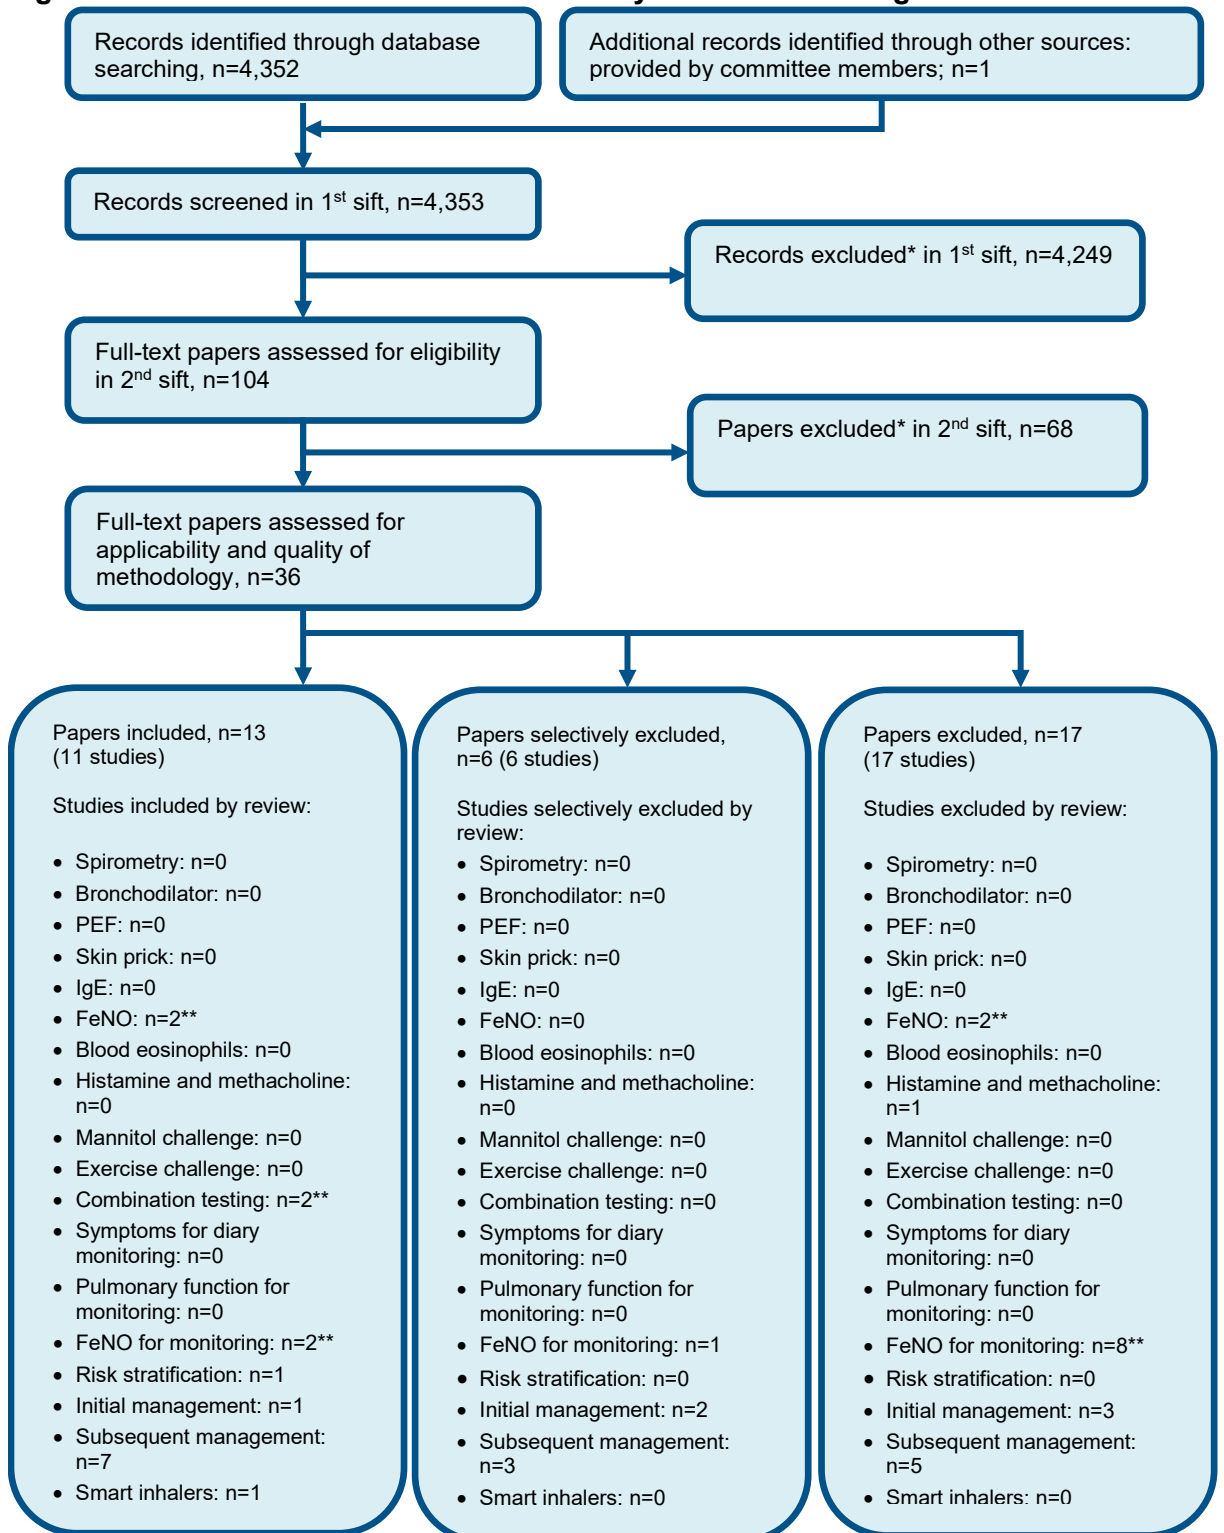 Records identified through database
searching, n=4,352
Additional records identified through other sources:
provided by committee members; n=1
Records screened in 1st sift, n=4,353
Records excluded* in 1st sift, n=4,249
Full-text papers assessed for eligibility
in 2nd sift, n=104
Papers excluded* in 2nd sift, n=68
Full-text papers assessed for
applicability and quality of
methodology, n=36
Papers included, n=13
(11 studies)
Studies included by review:
• Spirometry: n=0
• Bronchodilator: n=0
• PEF: n=0
• Skin prick: n=0
• IgE: n=0
• FeNO: n=2**
• Blood eosinophils: n=0
• Histamine and methacholine:
n=0
• Mannitol challenge: n=0
• Exercise challenge: n=0
• Combination testing: n=2**
• Symptoms for diary
monitoring: n=0
• Pulmonary function for
monitoring: n=0
• FeNO for monitoring: n=2**
• Risk stratification: n=1
• Initial management: n=1
• Subsequent management:
n=7
• Smart inhalers: n=1
Papers selectively excluded,
n=6 (6 studies)
Studies selectively excluded by
review:
• Spirometry: n=0
• Bronchodilator: n=0
• PEF: n=0
• Skin prick: n=0
• IgE: n=0
• FeNO: n=0
• Blood eosinophils: n=0
• Histamine and methacholine:
n=0
• Mannitol challenge: n=0
• Exercise challenge: n=0
• Combination testing: n=0
• Symptoms for diary
monitoring: n=0
• Pulmonary function for
monitoring: n=0
• FeNO for monitoring: n=1
• Risk stratification: n=0
• Initial management: n=2
• Subsequent management:
n=3
• Smart inhalers: n=0
Papers excluded, n=17
(17 studies)
Studies excluded by review:
• Spirometry: n=0
• Bronchodilator: n=0
• PEF: n=0
• Skin prick: n=0
• IgE: n=0
• FeNO: n=2**
• Blood eosinophils: n=0
• Histamine and methacholine:
n=1
• Mannitol challenge: n=0
• Exercise challenge: n=0
• Combination testing: n=0
• Symptoms for diary
monitoring: n=0
• Pulmonary function for
monitoring: n=0
• FeNO for monitoring: n=8**
• Risk stratification: n=0
• Initial management: n=3
• Subsequent management:
n=5
• Smart inhalers: n=0